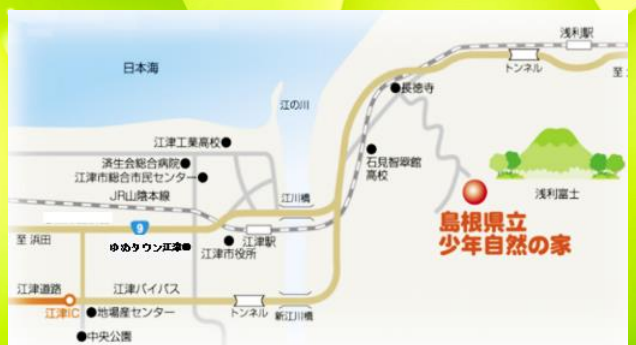 浅利駅
トンネル
至
日本海
江の川
長徳寺
江津工業高校
済生会総合病院
江津市総合市民センター
石見智翠館
高校
浅利富士
JR山陰本線
江川橋
島根県立
少年自然の家
9
至 浜田
ゆめタウン江津
江津駅
江津市役所
江津道路
江津バイパス
江津IC
地場産センター
トンネル
新江川橋
中央公園